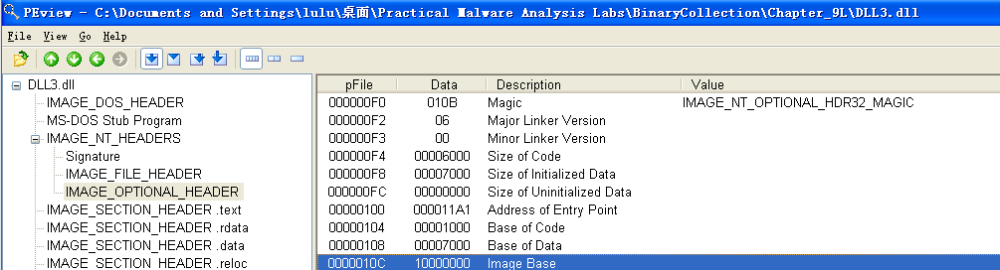 PEview - C:\Documents and Settings\lulu\桌面\Practical Malware Analysis Labs\BinaryCollection\Chapter_9L\DLL3.dll
File View Go Help
DLL3.dll
IMAGE_DOS_HEADER
MS-DOS Stub Program
IMAGE_NT_HEADERS
Signature
IMAGE_FILE_HEADER
IMAGE_OPTIONAL_HEADER
IMAGE_SECTION_HEADER .text
IMAGE_SECTION_HEADER .rdata
IMAGE_SECTION_HEADER .data
IMAGE_SECTION_HEADER .reloc
pFile Data Description Value
000000F0 010B Magic IMAGE_NT_OPTIONAL_HDR32_MAGIC
000000F2 06 Major Linker Version
000000F3 00 Minor Linker Version
000000F4 00006000 Size of Code
000000F8 00007000 Size of Initialized Data
000000FC 00000000 Size of Uninitialized Data
00000100 000011A1 Address of Entry Point
00000104 00001000 Base of Code
00000108 00007000 Base of Data
0000010C 10000000 Image Base